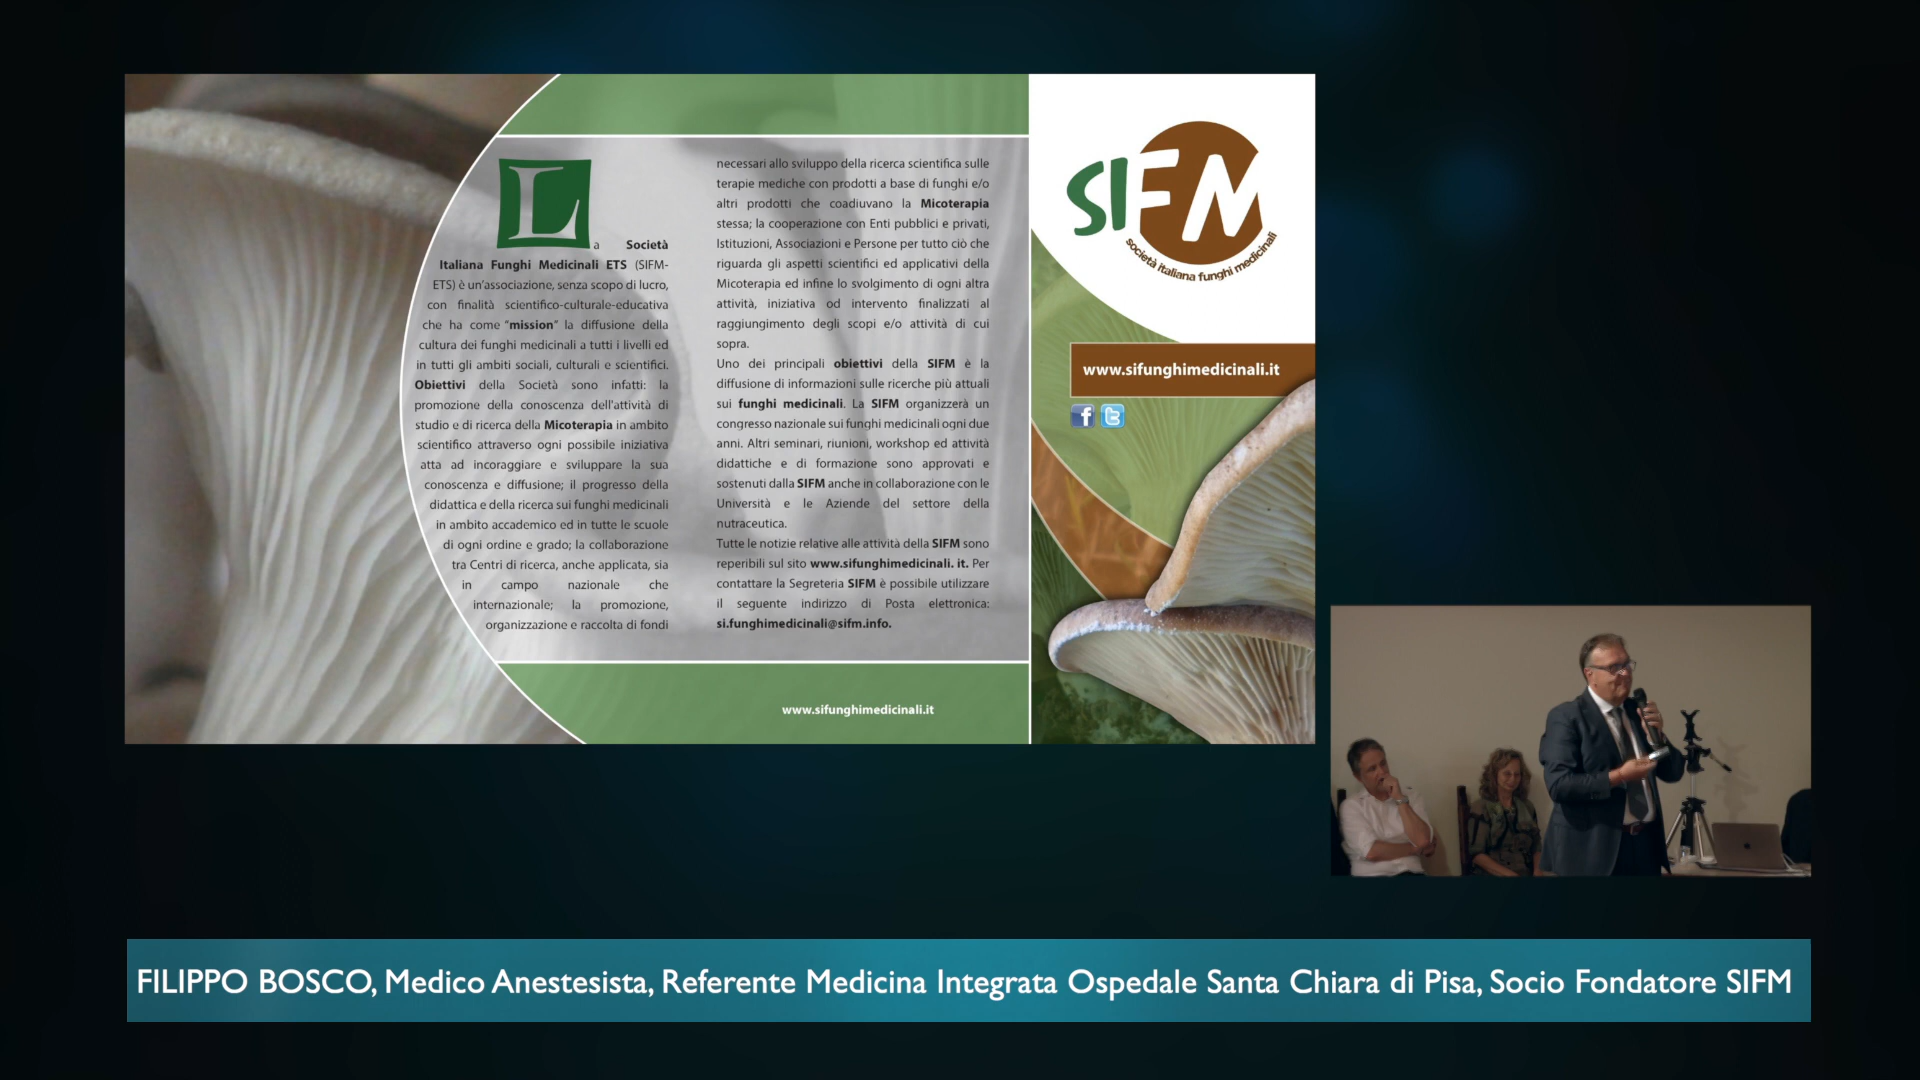 L
a Società
Italiana Funghi Medicinali ETS (SIFM-
ETS) è un'associazione, senza scopo di lucro,
con finalità scientifico-culturale-educativa
che ha come "mission" la diffusione della
cultura dei funghi medicinali a tutti i livelli ed
in tutti gli ambiti sociali, culturali e scientifici.
Obiettivi della Società sono infatti: la
promozione della conoscenza dell'attività di
studio e di ricerca della Micoterapia in ambito
scientifico attraverso ogni possibile iniziativa
atta ad incoraggiare e sviluppare la sua
conoscenza e diffusione; il progresso della
didattica e della ricerca sui funghi medicinali
in ambito accademico ed in tutte le scuole
di ogni ordine e grado; la collaborazione
tra Centri di ricerca, anche applicata, sia
in campo nazionale che
internazionale; la promozione,
organizzazione e raccolta di fondi
necessari allo sviluppo della ricerca scientifica sulle
terapie mediche con prodotti a base di funghi e/o
altri prodotti che coadiuvano la Micoterapia
stessa; la cooperazione con Enti pubblici e privati,
Istituzioni, Associazioni e Persone per tutto ciò che
riguarda gli aspetti scientifici ed applicativi della
Micoterapia ed infine lo svolgimento di ogni altra
attività, iniziativa od intervento finalizzati al
raggiungimento degli scopi e/o attività di cui
sopra.
Uno dei principali obiettivi della SIFM è la
diffusione di informazioni sulle ricerche più attuali
sui funghi medicinali. La SIFM organizzerà un
congresso nazionale sui funghi medicinali ogni due
anni. Altri seminari, riunioni, workshop ed attività
didattiche e di formazione sono approvati e
sostenuti dalla SIFM anche in collaborazione con le
Università e le Aziende del settore della
nutraceutica.
Tutte le notizie relative alle attività della SIFM sono
reperibili sul sito www.sifunghimedicinali. it. Per
contattare la Segreteria SIFM è possibile utilizzare
il seguente indirizzo di Posta elettronica:
si.funghimedicinali@sifm.info.
www.sifunghimedicinali.it
SIFM
società italiana funghi medicinali
www.sifunghimedicinali.it
FILIPPO BOSCO, Medico Anestesista, Referente Medicina Integrata Ospedale Santa Chiara di Pisa, Socio Fondatore SIFM